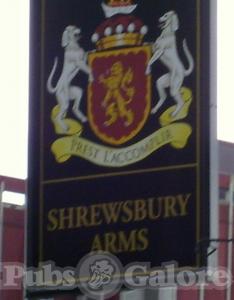 PREST L'ACCOMPLIR
SHREWSBURY
ARMS
Pubs Galore